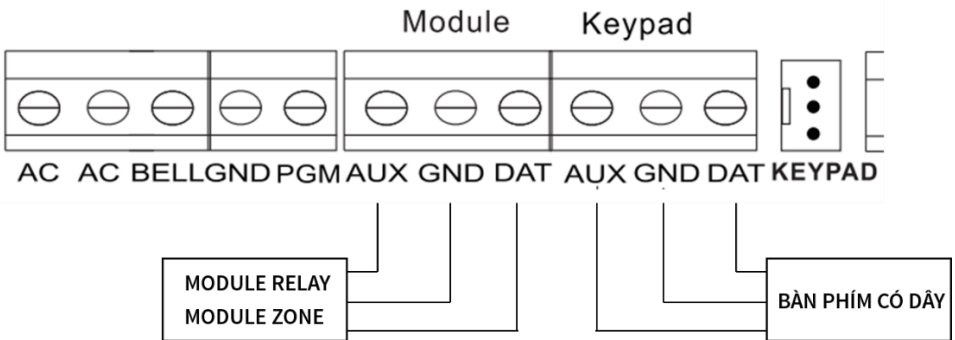 Module Keypad
AC AC BELL GND PGM AUX GND DAT AUX GND DAT KEYPAD
MODULE RELAY
MODULE ZONE
BÀN PHÍM CÓ DÂY